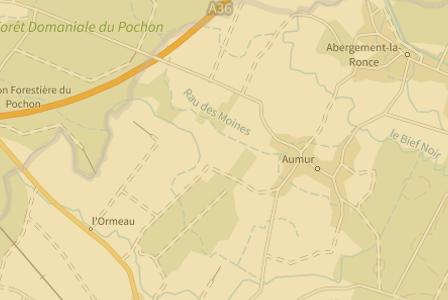 A36
orêt Domaniale du Pochon
Abergement-la-
Ronce
on Forestière du
Pochon
Rau des Moines
le Bief Noir
Aumur
l'Ormeau